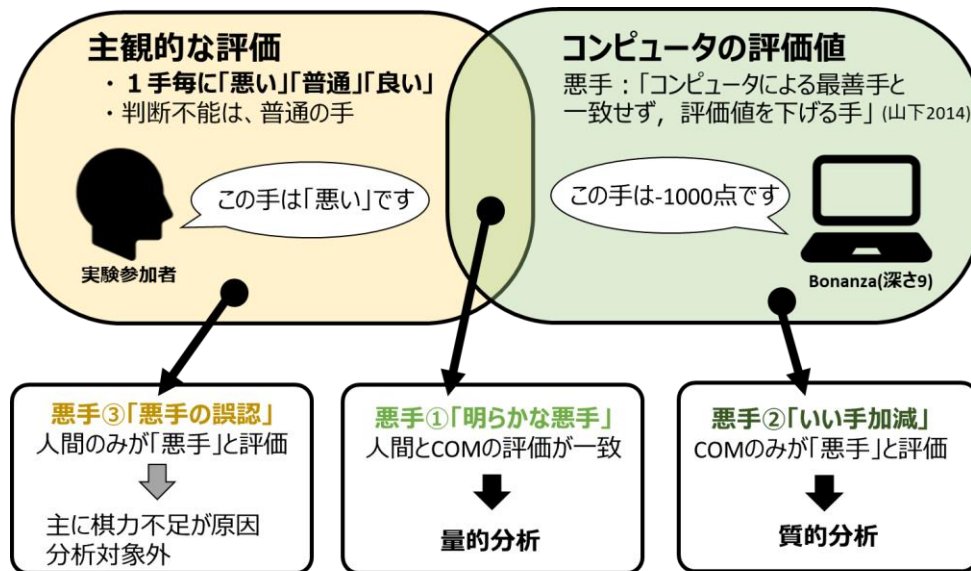 主観的な評価
・１手毎に「悪い」「普通」「良い」
・判断不能は、普通の手
この手は「悪い」です
実験参加者
コンピュータの評価値
悪手：「コンピュータによる最善手と
一致せず，評価値を下げる手」(山下2014)
この手は-1000点です
Bonanza(深さ9)
悪手③「悪手の誤認」
人間のみが「悪手」と評価
主に棋力不足が原因
分析対象外
悪手①「明らかな悪手」
人間とCOMの評価が一致
量的分析
悪手②「いい手加減」
COMのみが「悪手」と評価
質的分析